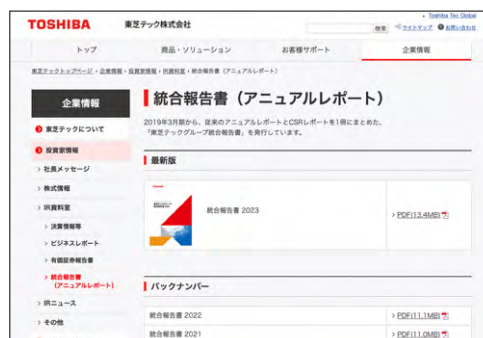 Toshiba Tec Global
TOSHIBA 東芝テック株式会社
検索 サイトマップ お問い合わせ
トップ 商品・ソリューション お客様サポート 企業情報
東芝テックトップページ > 企業情報 > 投資家情報 > IR資料室 > 統合報告書(アニュアルレポート)
企業情報
東芝テックについて
投資家情報
> 社長メッセージ
> 株式情報
> IR資料室
> 決算情報等
> ビジネスレポート
> 有価証券報告書
> 統合報告書
(アニュアルレポート)
> IRニュース
> その他
統合報告書(アニュアルレポート)
2019年3月期から、従来のアニュアルレポートとCSRレポートを1冊にまとめた、
「東芝テックグループ統合報告書」を発行しています。
最新版
統合報告書 2023 > PDF(13.4MB)
バックナンバー
統合報告書 2022 > PDF(11.1MB)
統合報告書 2021 > PDF(11.0MB)